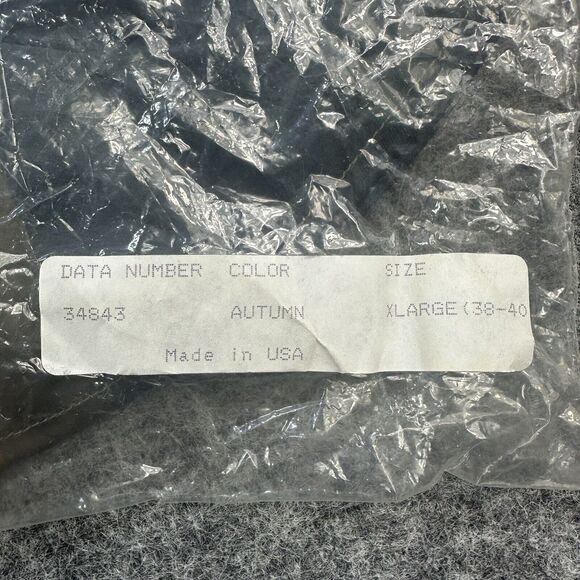 DATA NUMBER COLOR SIZE
34843 AUTUMN XLARGE(38-40
Made in USA